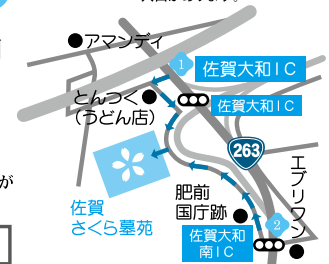 ●アマンディ
1
佐賀大和IC
とんつく●
(うどん店)
佐賀大和IC
263
エブリワン●
が
佐賀
さくら墓苑
肥前
国庁跡●
2
佐賀大和
南IC